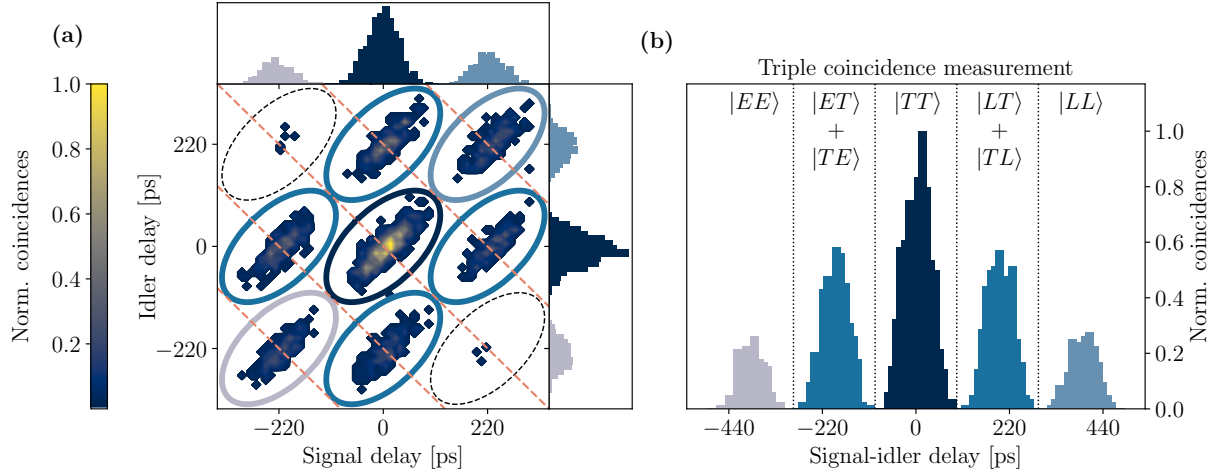 (a)
1.0
0.8
0.6
0.4
0.2
Norm. coincidences
220
0
−220
Idler delay [ps]
−220
0
220
Signal delay [ps]
(b)
Triple coincidence measurement
|EE⟩
|ET⟩
+
|TE⟩
|TT⟩
|LT⟩
+
|TL⟩
|LL⟩
1.0
0.8
0.6
0.4
0.2
0.0
Norm. coincidences
−440
−220
0
220
440
Signal-idler delay [ps]